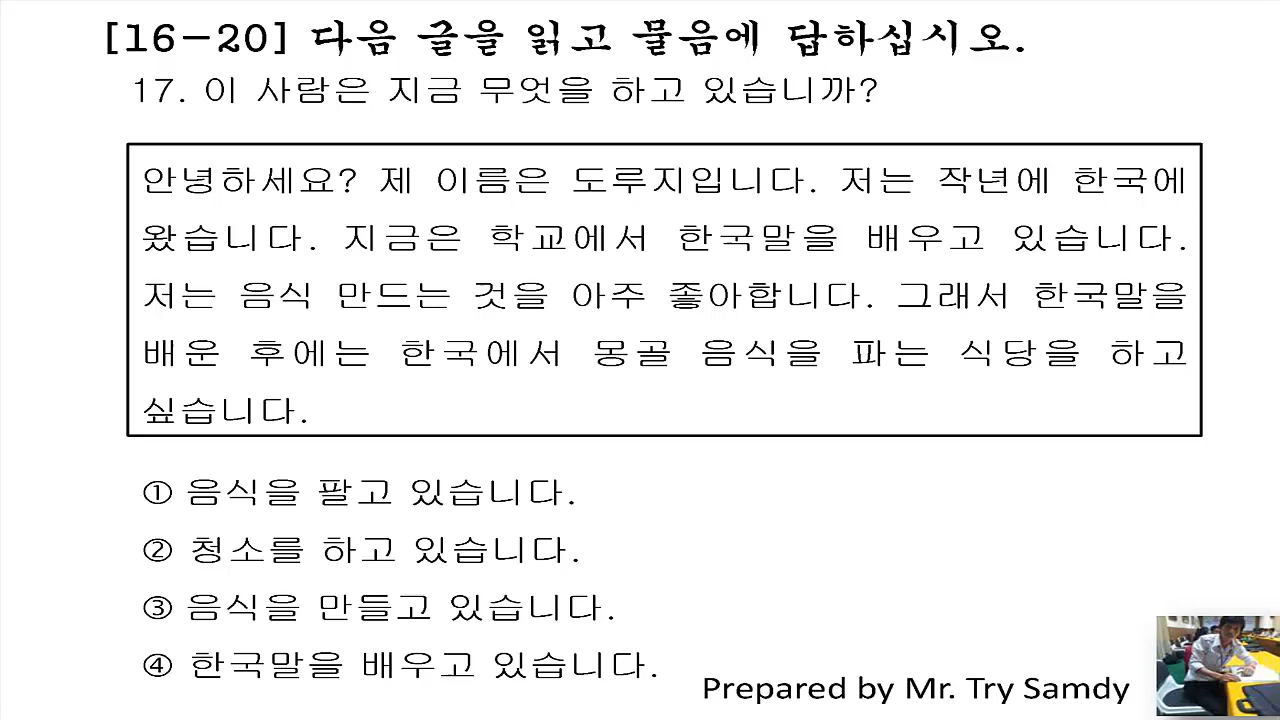 [16-20] 다음 글을 읽고 물음에 답하십시오.
17. 이 사람은 지금 무엇을 하고 있습니까?
안녕하세요? 제 이름은 도루지입니다. 저는 작년에 한국에
왔습니다. 지금은 학교에서 한국말을 배우고 있습니다.
저는 음식 만드는 것을 아주 좋아합니다. 그래서 한국말을
배운 후에는 한국에서 몽골 음식을 파는 식당을 하고
싶습니다.
① 음식을 팔고 있습니다.
② 청소를 하고 있습니다.
③ 음식을 만들고 있습니다.
④ 한국말을 배우고 있습니다.
Prepared by Mr. Try Samdy